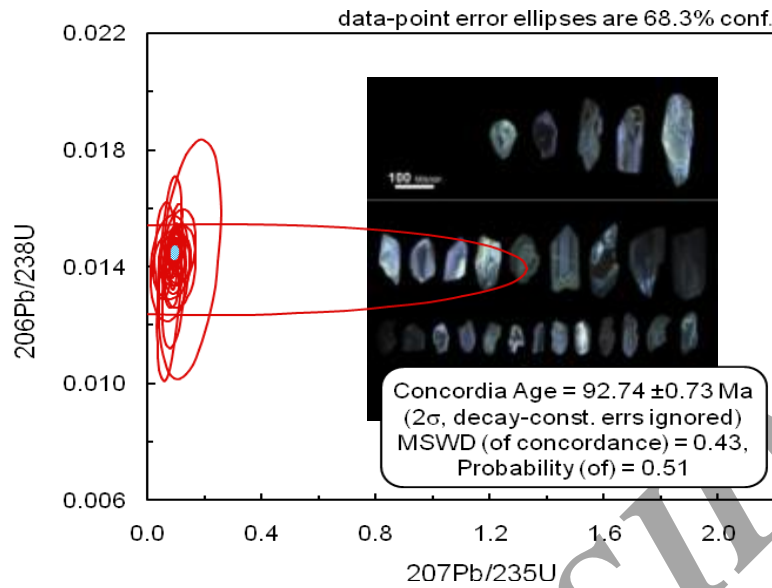 data-point error ellipses are 68.3% conf.
0.022
0.018
0.014
0.010
0.006
206Pb/238U
100
Concordia Age = 92.74 ±0.73 Ma
(2σ, decay-const. errs ignored)
MSWD (of concordance) = 0.43,
Probability (of) = 0.51
0.0 0.4 0.8 1.2 1.6 2.0
207Pb/235U